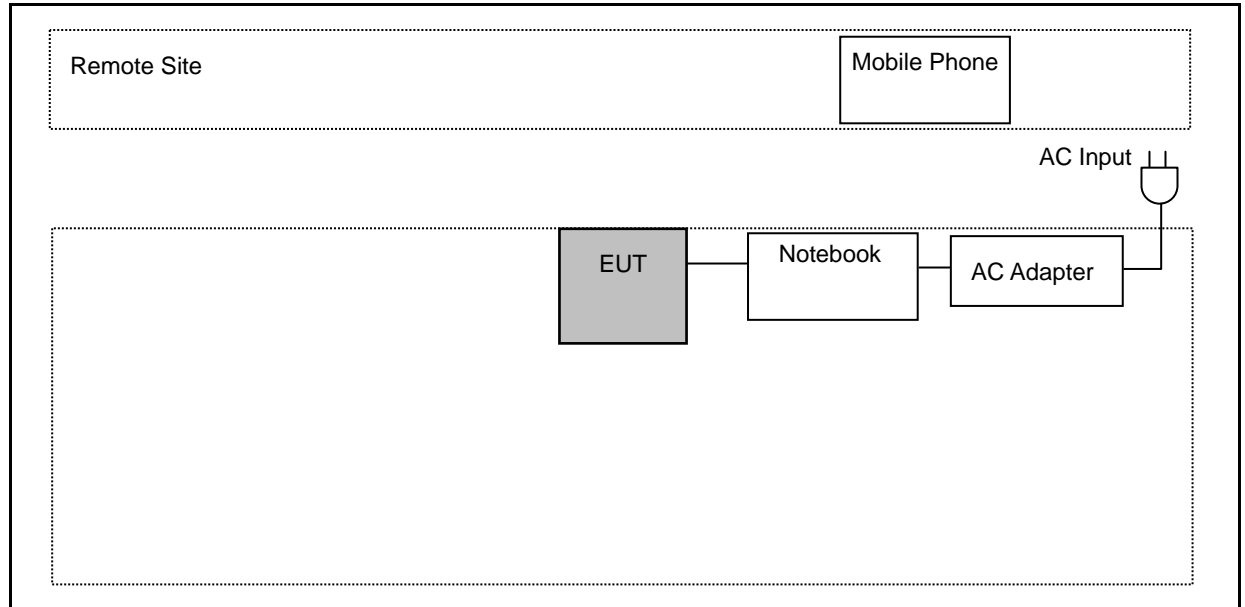 Remote Site
Mobile Phone
AC Input
EUT
Notebook
AC Adapter